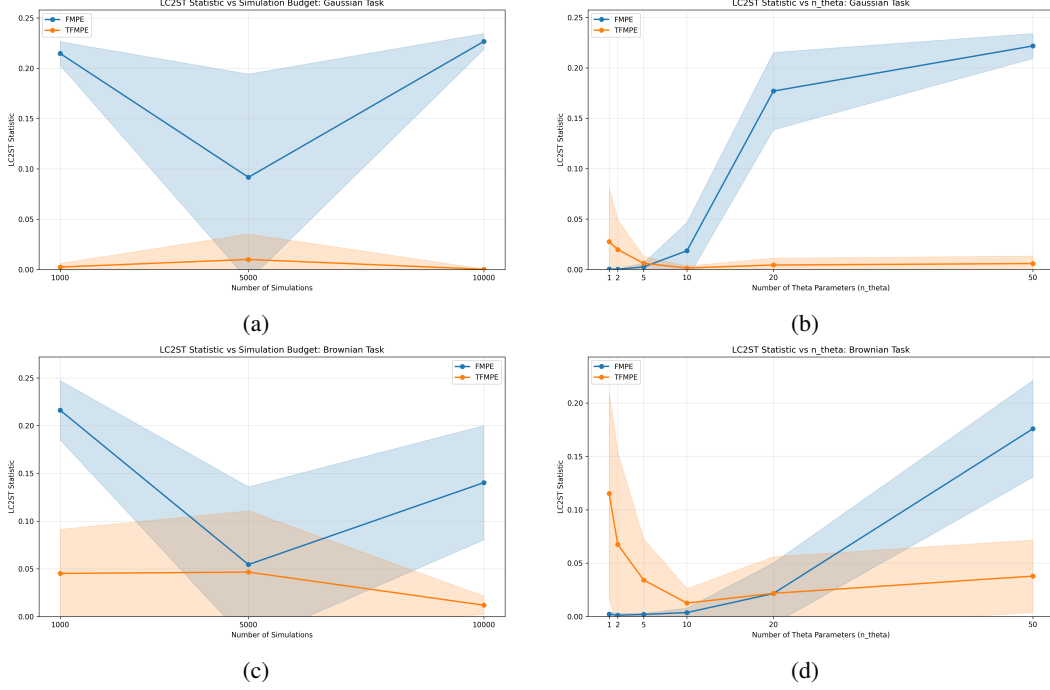 LC2ST Statistic vs Simulation Budget: Gaussian Task
FMPE
TFMPE
0.25
0.20
0.15
0.10
0.05
0.00
LC2ST Statistic
1000
5000
10000
Number of Simulations
(a)
LC2ST Statistic vs n_theta: Gaussian Task
FMPE
TFMPE
0.25
0.20
0.15
0.10
0.05
0.00
LC2ST Statistic
1
2
5
10
20
50
Number of Theta Parameters (n_theta)
(b)
LC2ST Statistic vs Simulation Budget: Brownian Task
FMPE
TFMPE
0.25
0.20
0.15
0.10
0.05
0.00
LC2ST Statistic
1000
5000
10000
Number of Simulations
(c)
LC2ST Statistic vs n_theta: Brownian Task
FMPE
TFMPE
0.20
0.15
0.10
0.05
0.00
LC2ST Statistic
1
2
5
10
20
50
Number of Theta Parameters (n_theta)
(d)